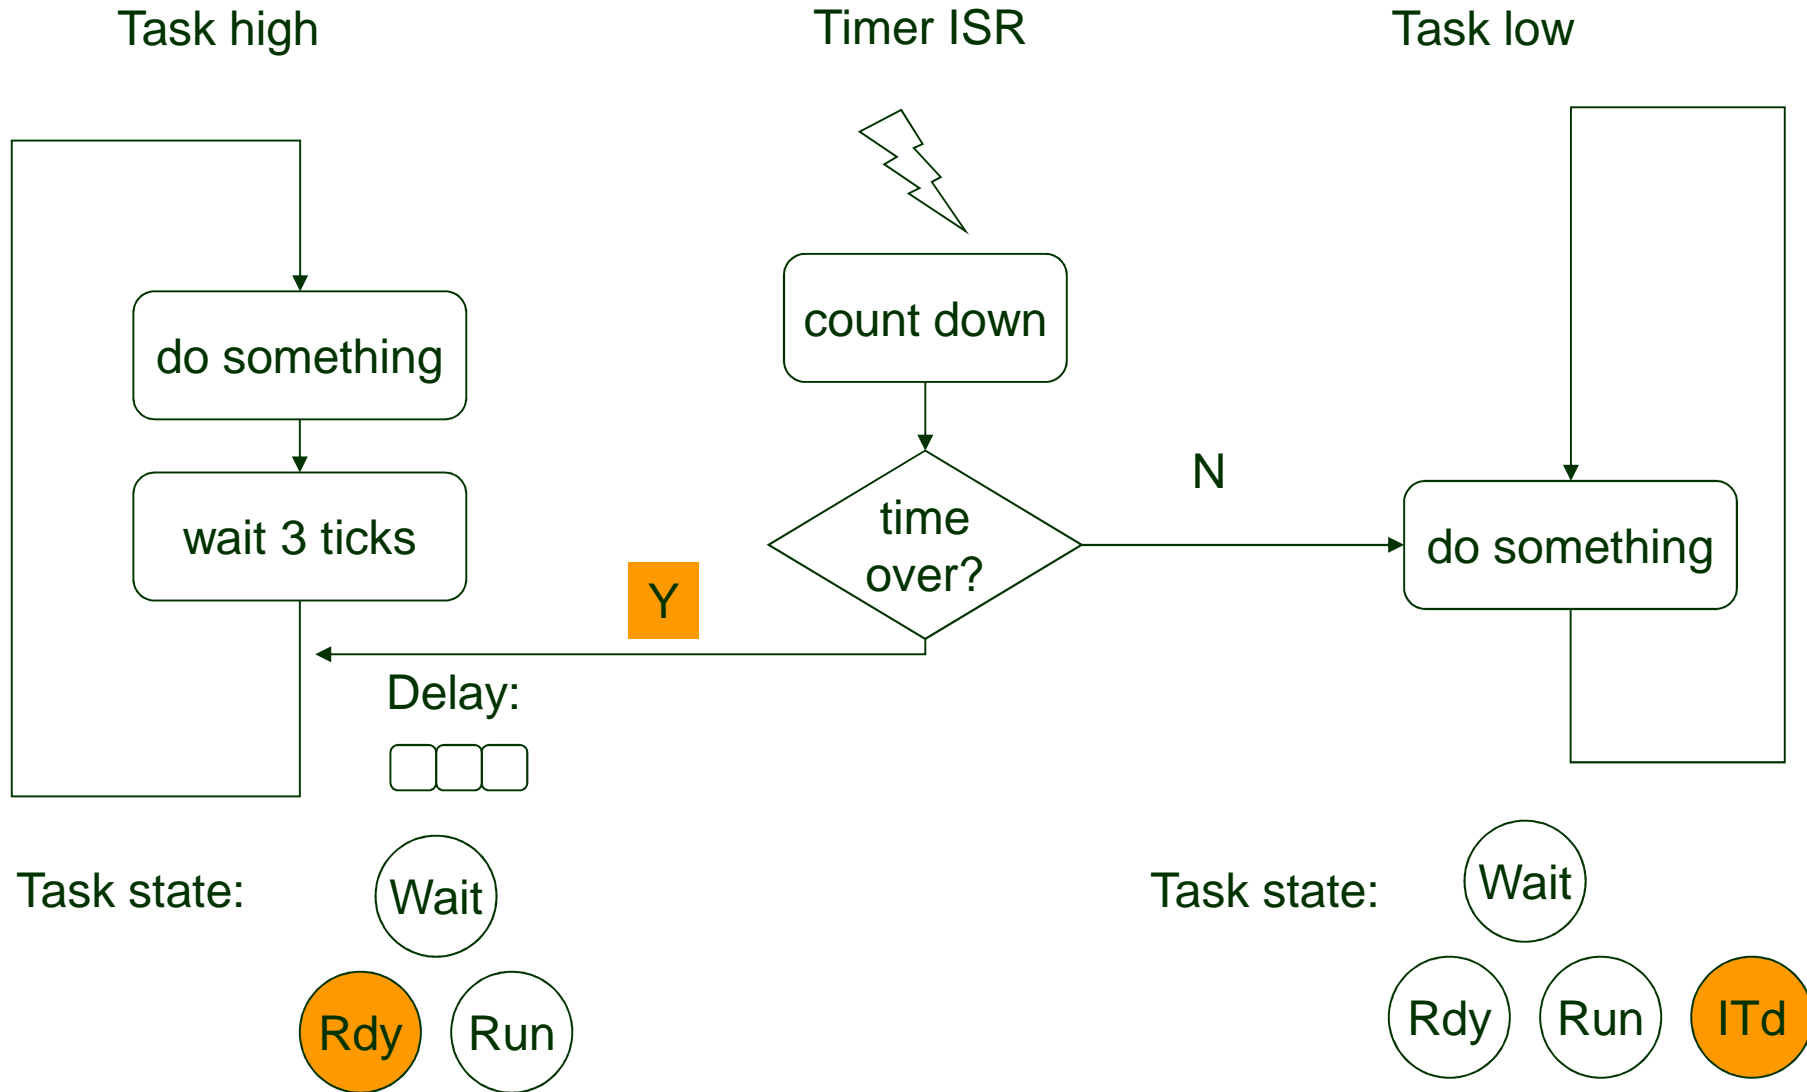 Task high
Timer ISR
Task low
do something
wait 3 ticks
count down
time
over?
Y
N
do something
Delay:
Task state:
Wait
Rdy
Run
Task state:
Wait
Rdy
Run
ITd